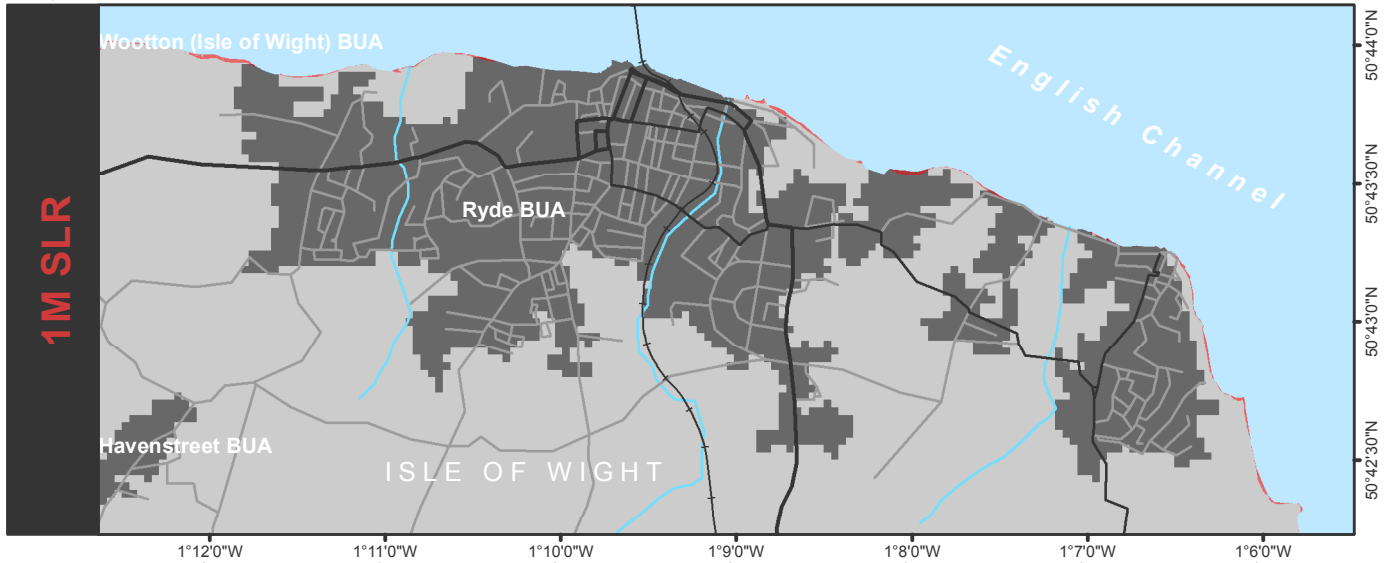 1M SLR
Wootton (Isle of Wight) BUA
English Channel
Ryde BUA
Havenstreet BUA
ISLE OF WIGHT
50°44'0"N
50°43'30"N
50°43'0"N
50°42'30"N
1°12'0"W
1°11'0"W
1°10'0"W
1°9'0"W
1°8'0"W
1°7'0"W
1°6'0"W